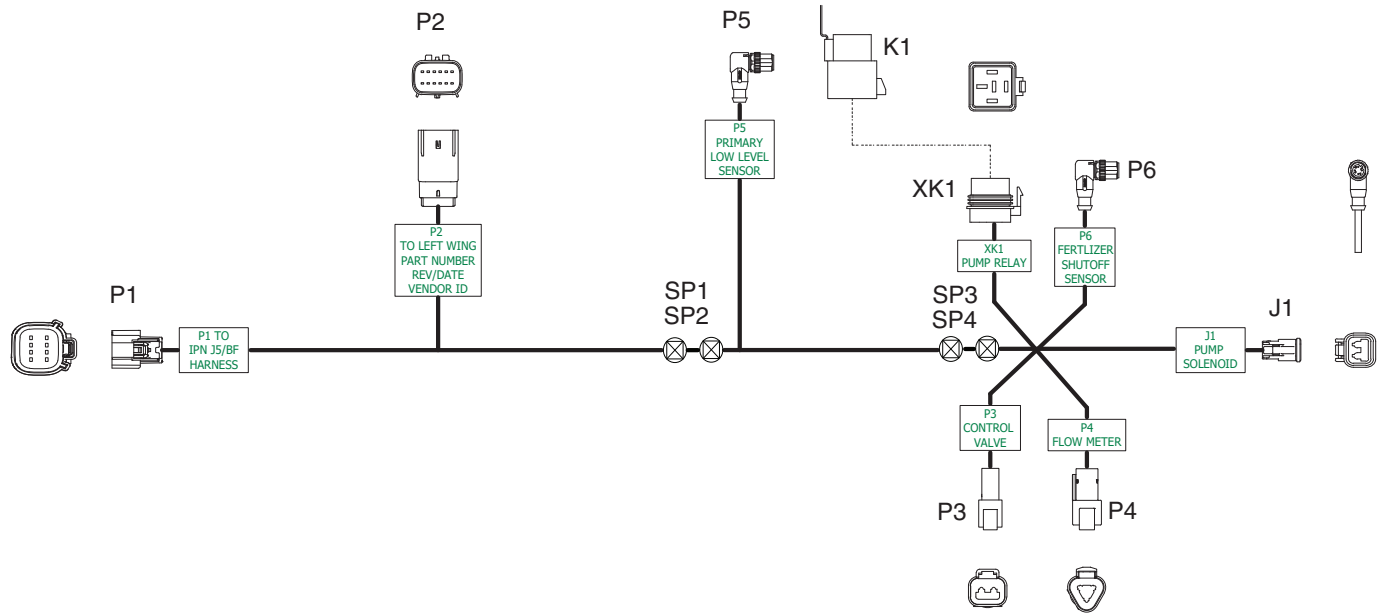 P2
P5
K1
P5
PRIMARY
LOW LEVEL
SENSOR
P6
XK1
P2
TO LEFT WING
PART NUMBER
REV/DATE
VENDOR ID
XK1
PUMP RELAY
P6
FERTLIZER
SHUTOFF
SENSOR
P1
SP1
SP2
SP3
SP4
J1
P1 TO
IPN J5/BF
HARNESS
J1
PUMP
SOLENOID
P3
CONTROL
VALVE
P4
FLOW METER
P3
P4